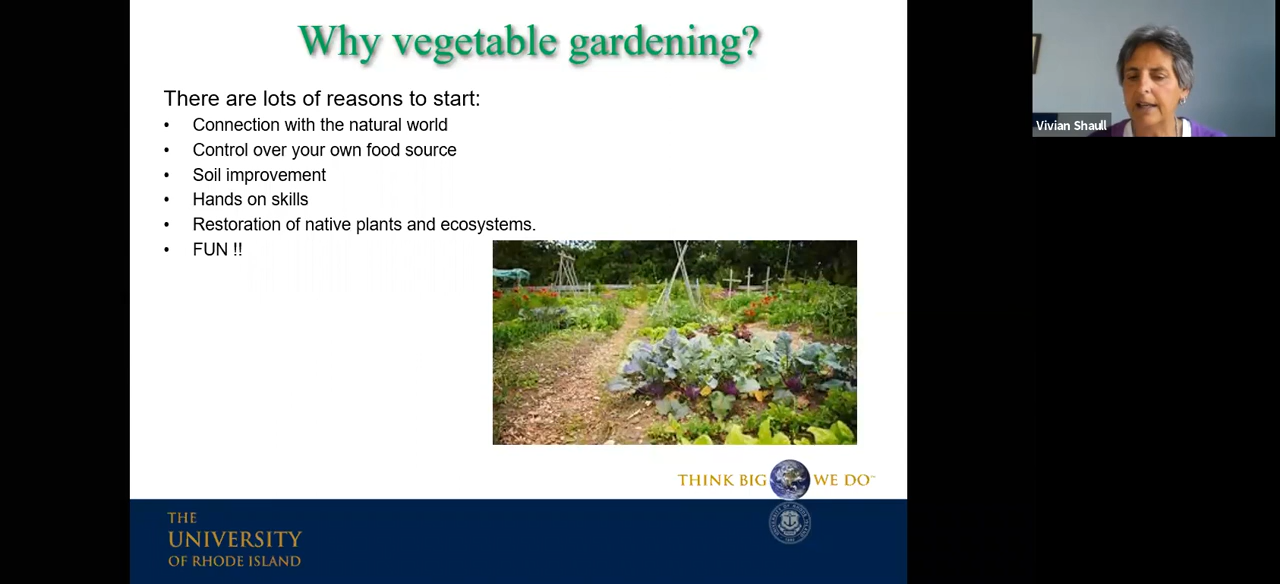 Why vegetable gardening?
There are lots of reasons to start:
• Connection with the natural world
• Control over your own food source
• Soil improvement
• Hands on skills
• Restoration of native plants and ecosystems.
• FUN !!
Vivian Shaull
THINK BIG WE DO™
THE
UNIVERSITY
OF RHODE ISLAND